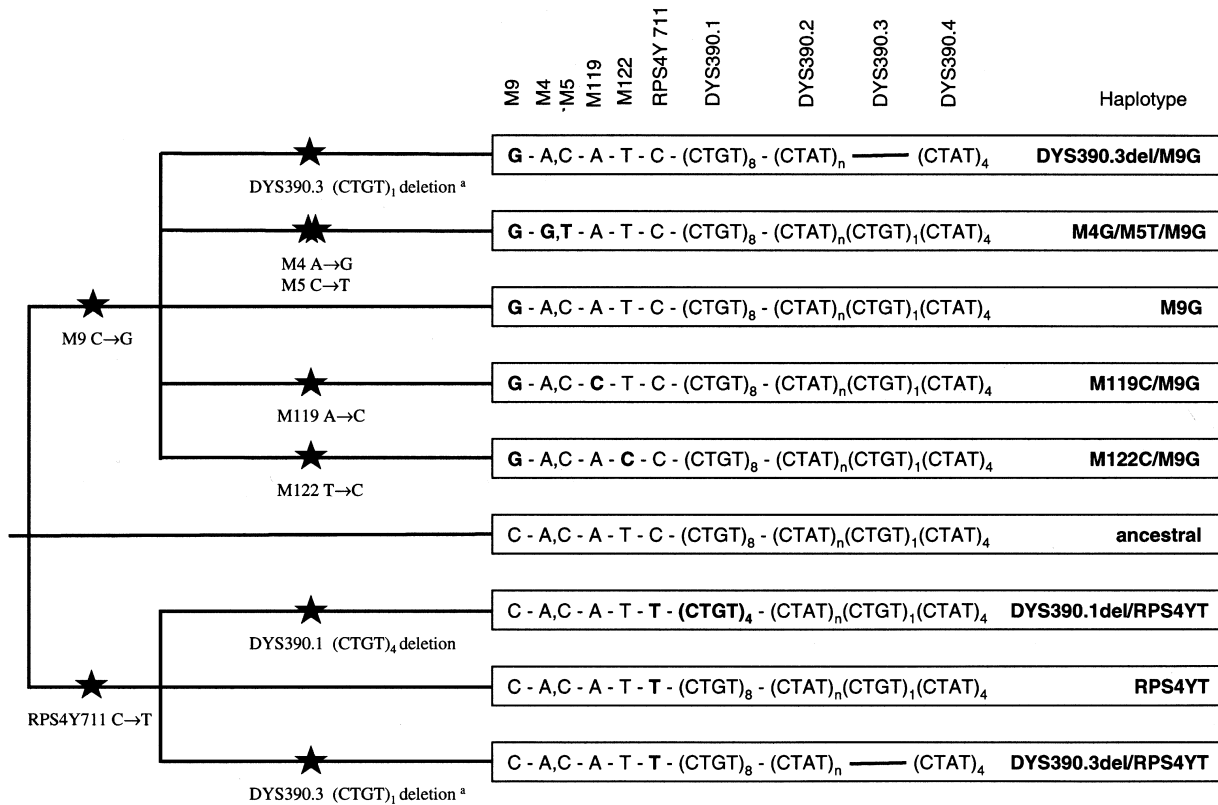 M9 M4 M5 M119 M122 RPS4Y 711 DYS390.1 DYS390.2 DYS390.3 DYS390.4 Haplotype
G - A,C - A - T - C - (CTGT)8 - (CTAT)n (CTAT)4 DYS390.3del/M9G
DYS390.3 (CTGT)1 deletion a
G - G,T - A - T - C - (CTGT)8 - (CTAT)n(CTGT)1(CTAT)4 M4G/M5T/M9G
M4 A→G
M5 C→T
G - A,C - A - T - C - (CTGT)8 - (CTAT)n(CTGT)1(CTAT)4 M9G
M9 C→G
G - A,C - C - T - C - (CTGT)8 - (CTAT)n(CTGT)1(CTAT)4 M119C/M9G
M119 A→C
G - A,C - A - C - C - (CTGT)8 - (CTAT)n(CTGT)1(CTAT)4 M122C/M9G
M122 T→C
C - A,C - A - T - C - (CTGT)8 - (CTAT)n(CTGT)1(CTAT)4 ancestral
C - A,C - A - T - T - (CTGT)4 - (CTAT)n(CTGT)1(CTAT)4 DYS390.1del/RPS4YT
DYS390.1 (CTGT)4 deletion
C - A,C - A - T - T - (CTGT)8 - (CTAT)n(CTGT)1(CTAT)4 RPS4YT
RPS4Y711 C→T
C - A,C - A - T - T - (CTGT)8 - (CTAT)n (CTAT)4 DYS390.3del/RPS4YT
DYS390.3 (CTGT)1 deletion a